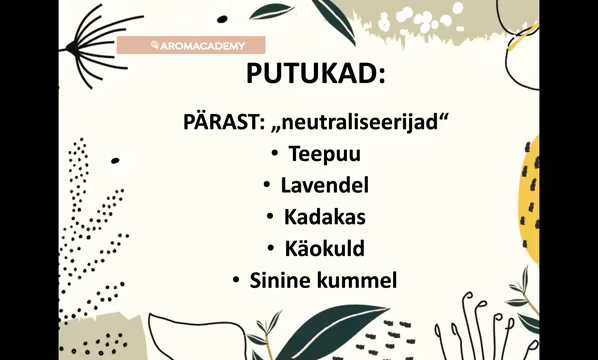 AROMACADEMY
PUTUKAD:
PÄRAST: „neutraliseerijad“
• Teepuu
• Lavendel
• Kadakas
• Käokuld
• Sinine kummel